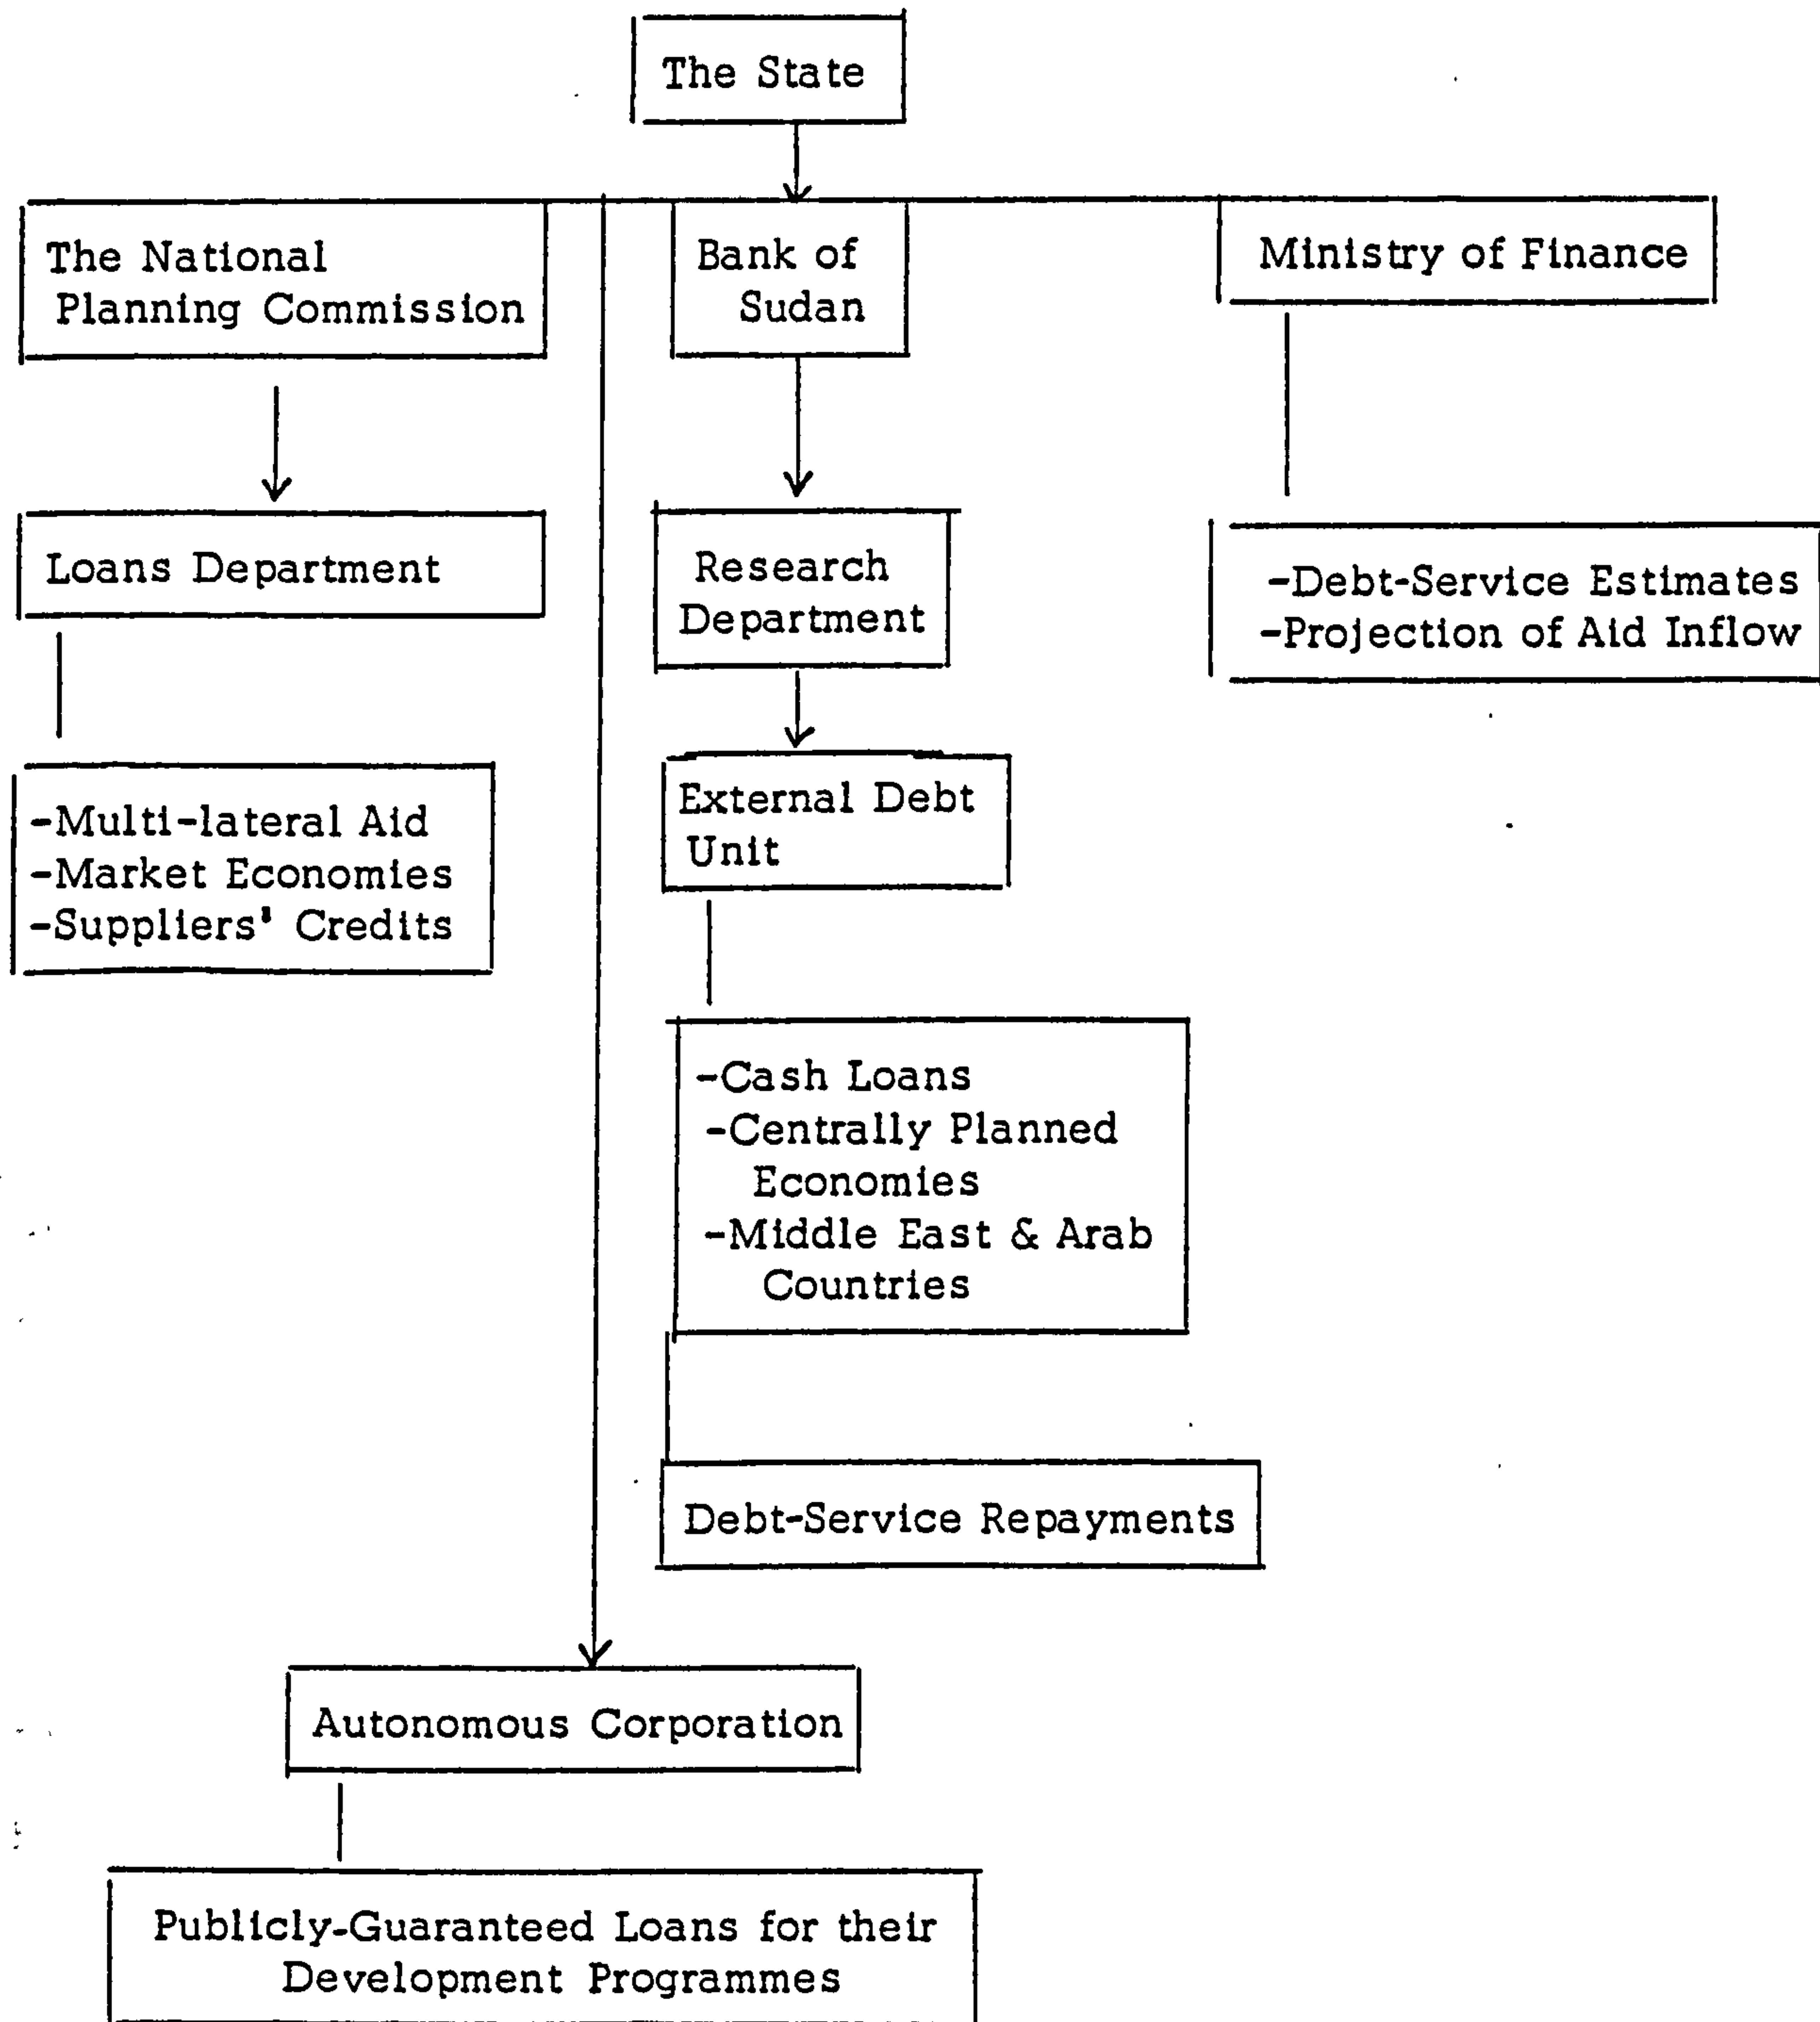 The State
The National
Planning Commission
Bank of
Sudan
Ministry of Finance
Loans Department
Research
Department
-Debt-Service Estimates
-Projection of Aid Inflow
-Multi-lateral Aid
-Market Economies
-Suppliers' Credits
External Debt
Unit
-Cash Loans
-Centrally Planned
Economies
-Middle East & Arab
Countries
Debt-Service Repayments
Autonomous Corporation
Publicly-Guaranteed Loans for their
Development Programmes